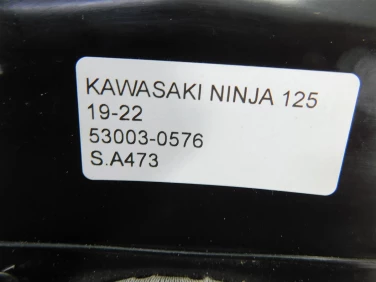 KAWASAKI NINJA 125
19-22
53003-0576
S.A473